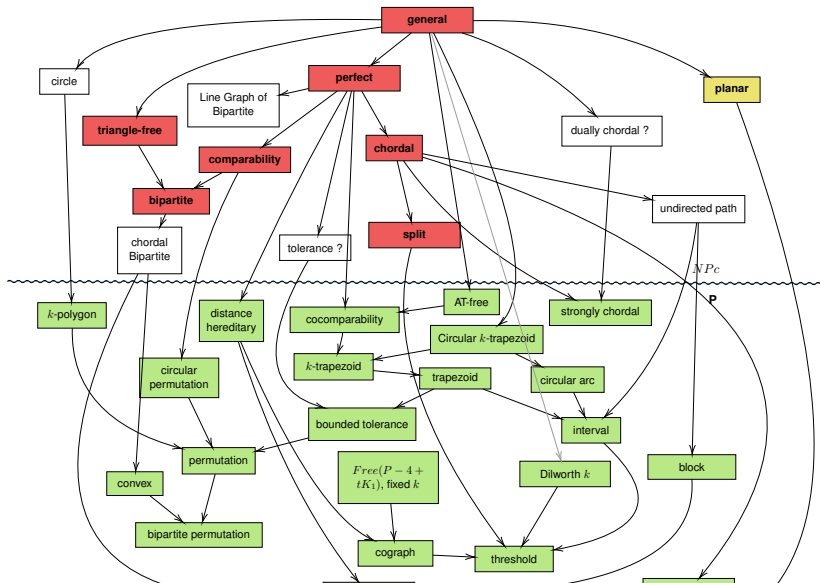 general
circle
perfect
planar
Line Graph of
Bipartite
triangle-free
dually chordal ?
comparability
chordal
bipartite
undirected path
chordal
Bipartite
tolerance ?
split
NPc
P
k-polygon
distance
hereditary
cocomparability
AT-free
strongly chordal
Circular k-trapezoid
circular
permutation
k-trapezoid
trapezoid
circular arc
bounded tolerance
interval
permutation
Free(P − 4 +
tK1), fixed k
Dilworth k
block
convex
bipartite permutation
cograph
threshold